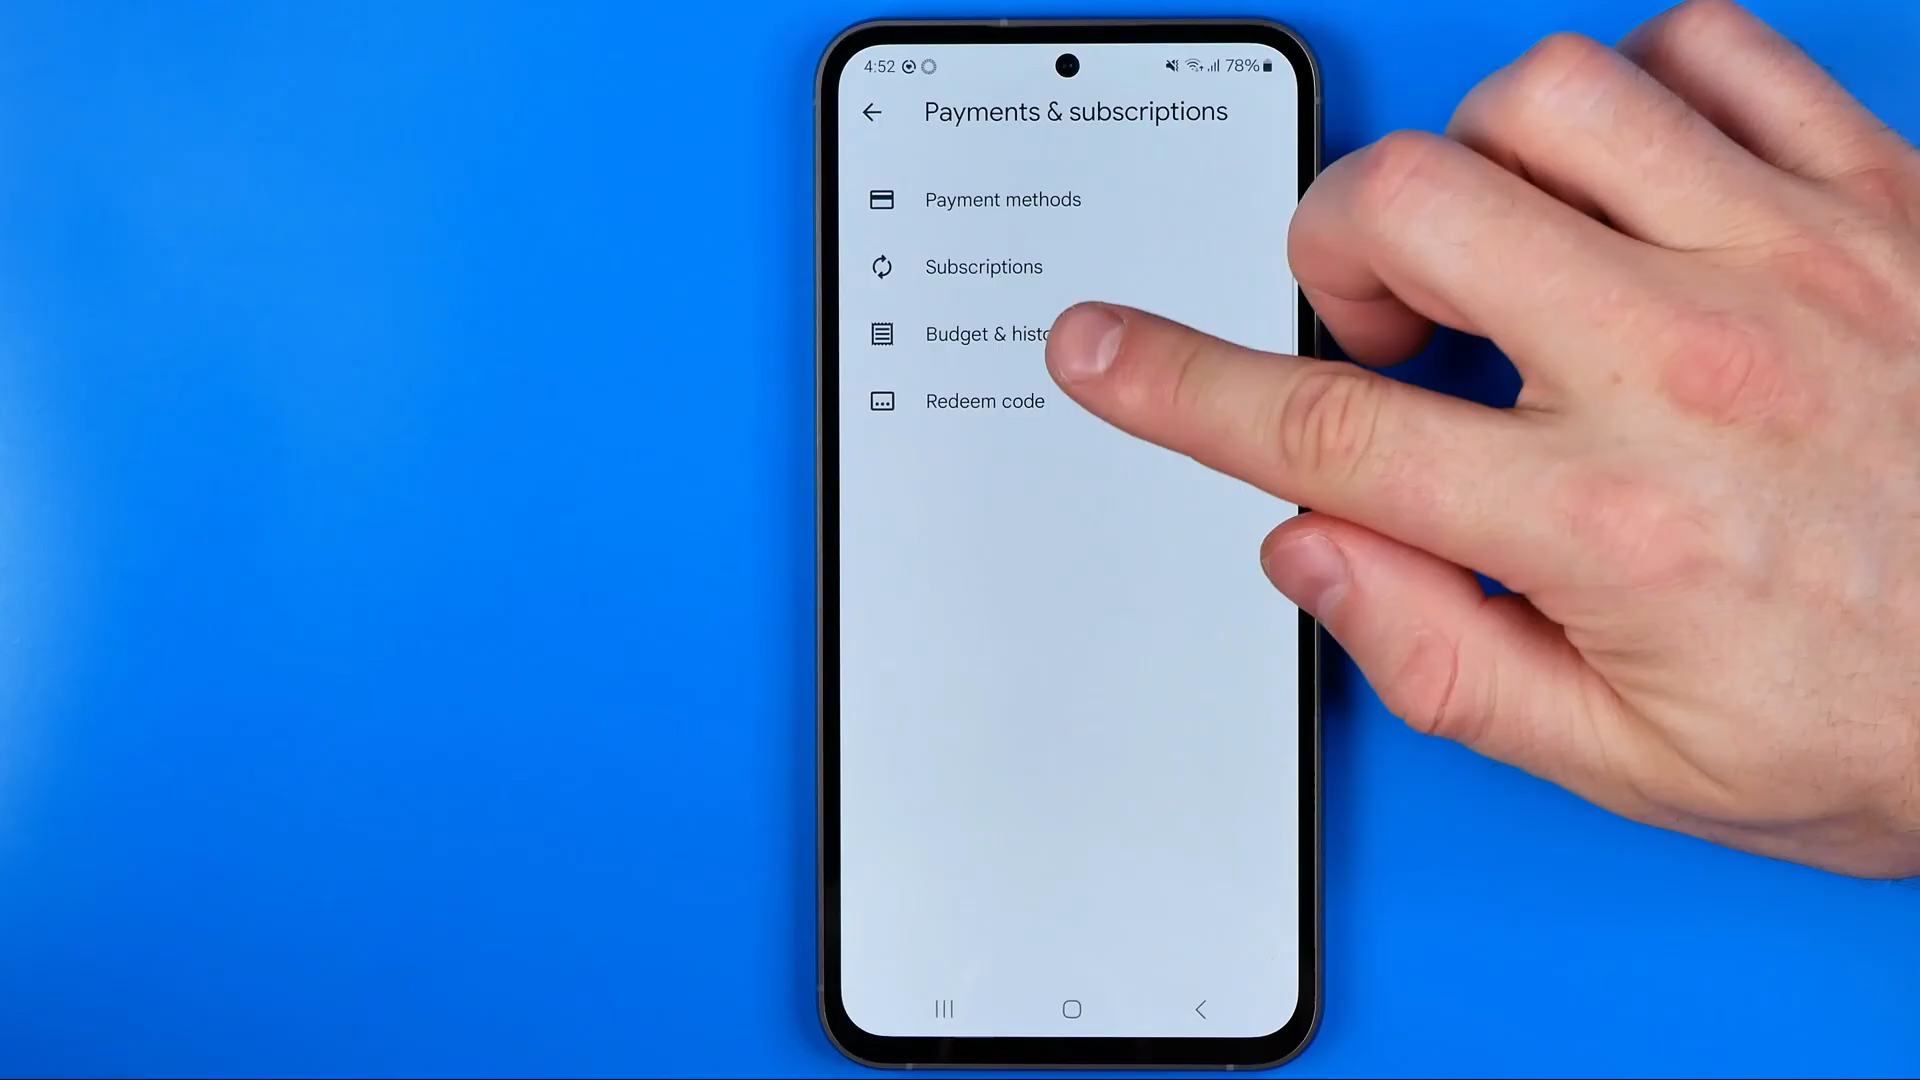 4:52 78%
Payments & subscriptions
Payment methods
Subscriptions
Budget & histo
Redeem code